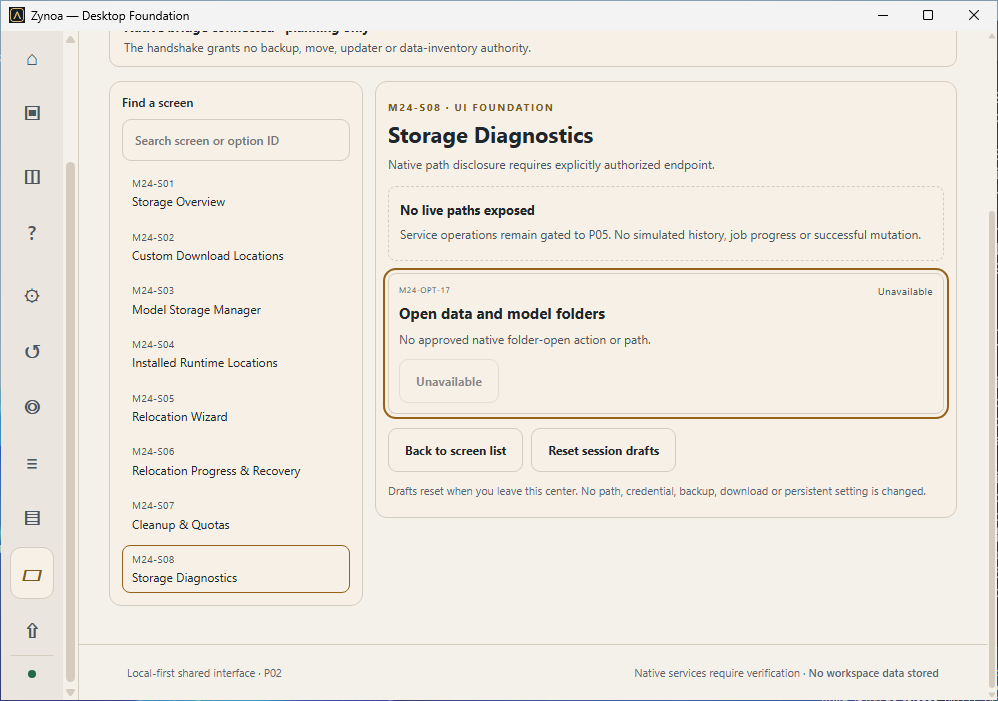 Zynoa — Desktop Foundation
The handshake grants no backup, move, updater or data-inventory authority.
Find a screen
Search screen or option ID
M24-S01
Storage Overview
M24-S02
Custom Download Locations
M24-S03
Model Storage Manager
M24-S04
Installed Runtime Locations
M24-S05
Relocation Wizard
M24-S06
Relocation Progress & Recovery
M24-S07
Cleanup & Quotas
M24-S08
Storage Diagnostics
M24-S08 · UI FOUNDATION
Storage Diagnostics
Native path disclosure requires explicitly authorized endpoint.
No live paths exposed
Service operations remain gated to P05. No simulated history, job progress or successful mutation.
M24-OPT-17
Unavailable
Open data and model folders
No approved native folder-open action or path.
Unavailable
Back to screen list
Reset session drafts
Drafts reset when you leave this center. No path, credential, backup, download or persistent setting is changed.
Local-first shared interface · P02
Native services require verification · No workspace data stored